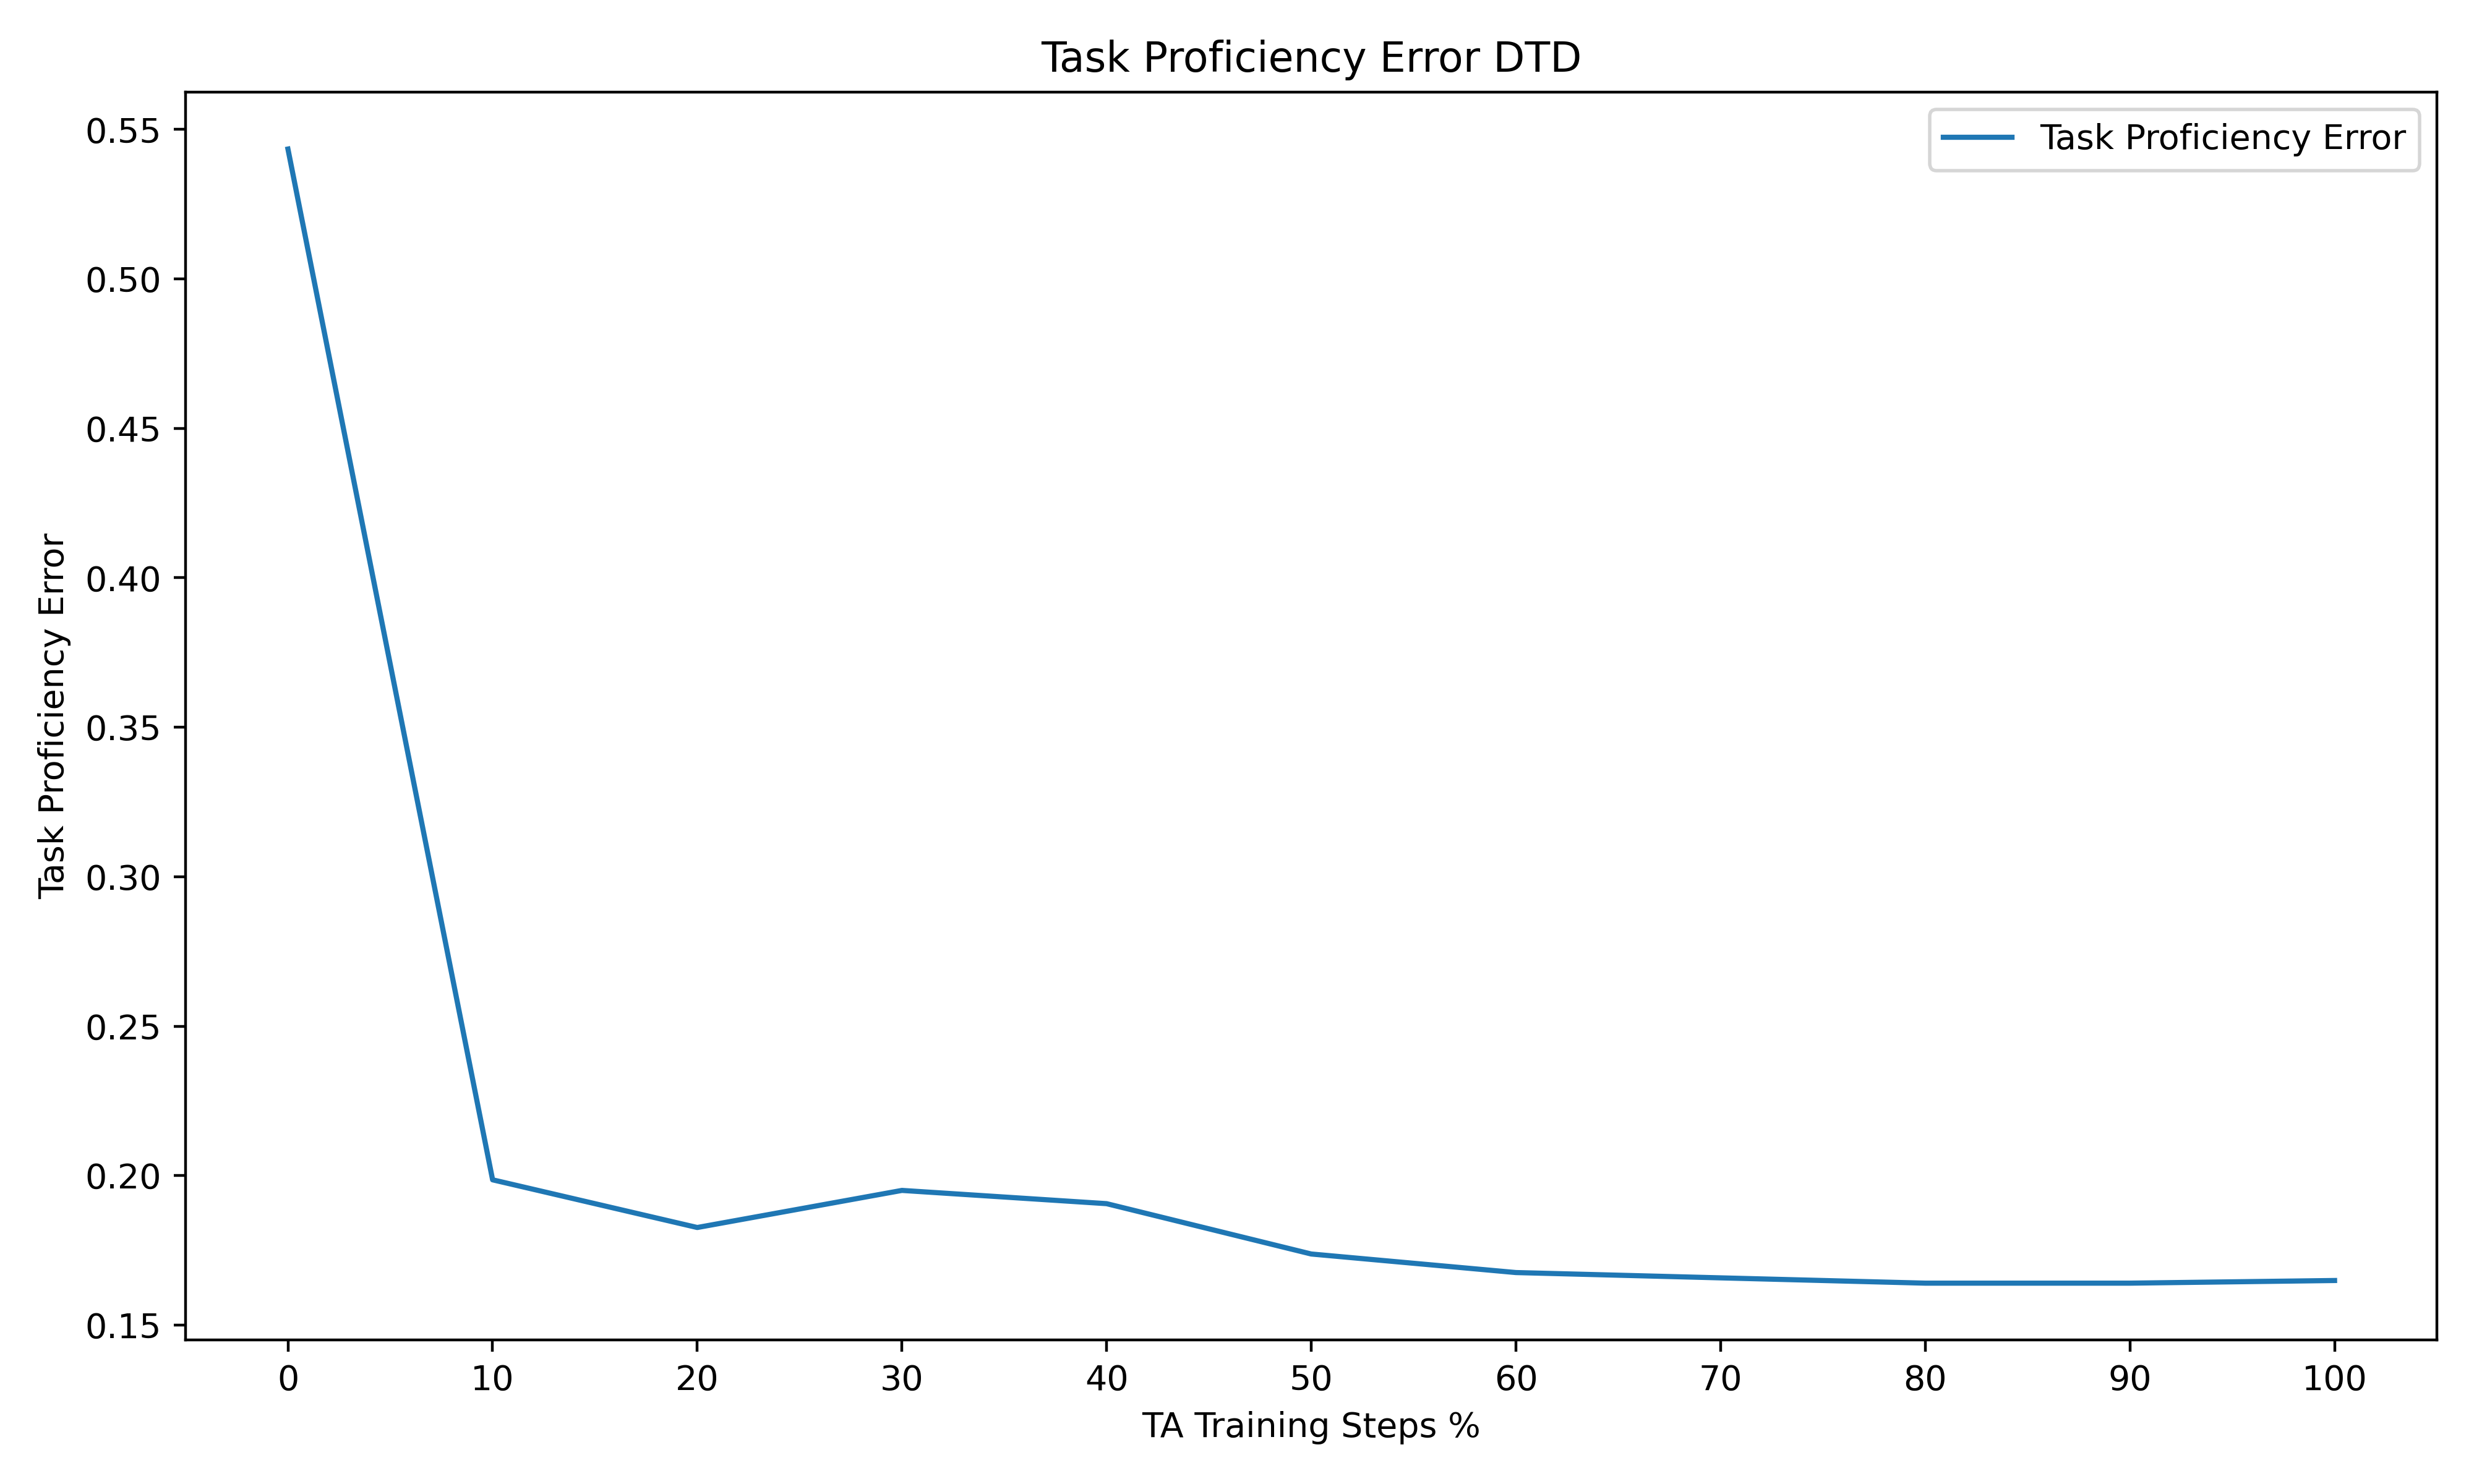 Task Proficiency Error DTD
Task Proficiency Error
Task Proficiency Error
0.55
0.50
0.45
0.40
0.35
0.30
0.25
0.20
0.15
0 10 20 30 40 50 60 70 80 90 100
TA Training Steps %